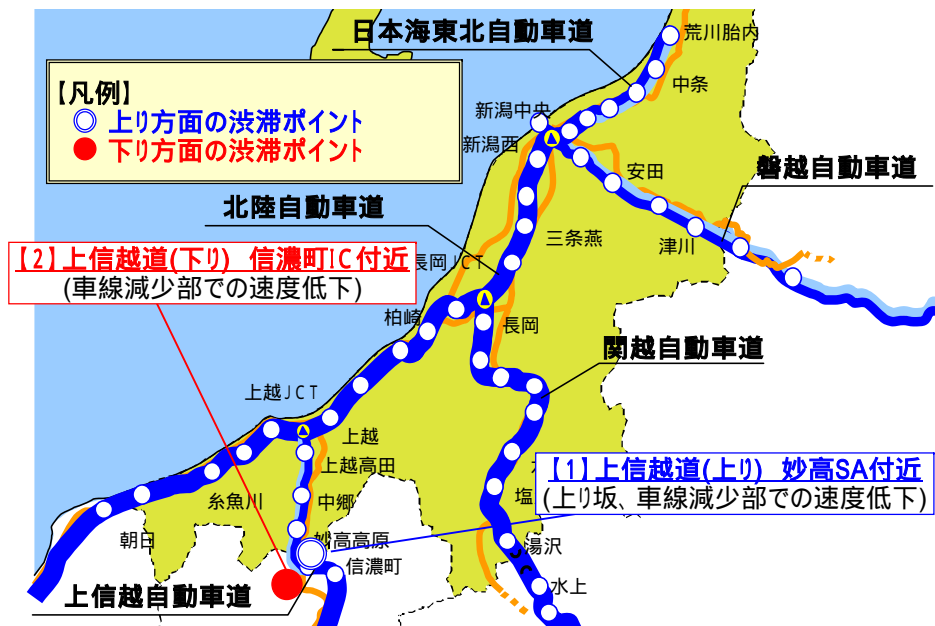 日本海東北自動車道
荒川胎内
【凡例】
◎ 上り方面の渋滞ポイント
● 下り方面の渋滞ポイント
中条
新潟中央
新潟西
安田
磐越自動車道
北陸自動車道
三条燕
津川
【2】上信越道(下り) 信濃町IC付近
(車線減少部での速度低下)
長岡JCT
柏崎
長岡
関越自動車道
上越JCT
上越
上越高田
【1】上信越道(上り) 妙高SA付近
(上り坂、車線減少部での速度低下)
糸魚川
中郷
塩
朝日
妙高高原
湯沢
信濃町
水上
上信越自動車道